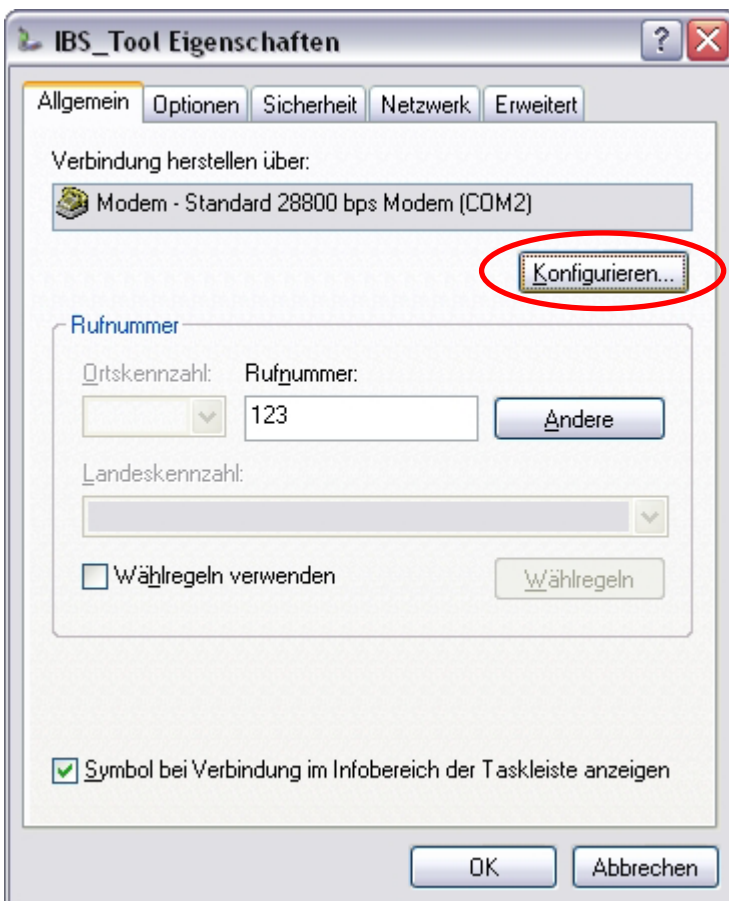 IBS_Tool Eigenschaften
Allgemein Optionen Sicherheit Netzwerk Erweitert
Verbindung herstellen über:
Modem - Standard 28800 bps Modem (COM2)
Konfigurieren...
Rufnummer
Ortskennzahl: Rufnummer:
123 Andere
Landeskennzahl:
Wählregeln verwenden Wählregeln
Symbol bei Verbindung im Infobereich der Taskleiste anzeigen
OK Abbrechen